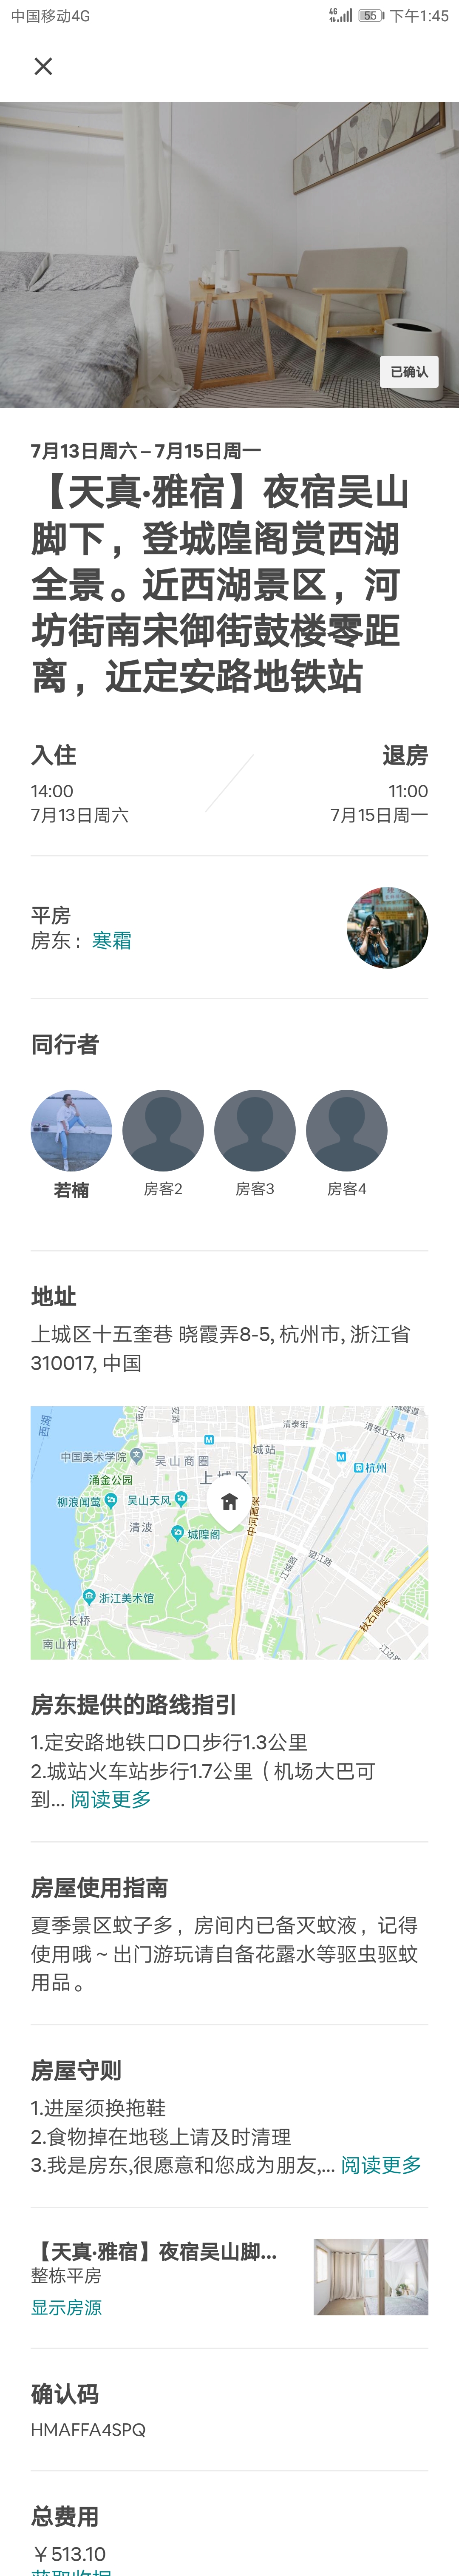 中国移动4G
4G
55
下午1:45
已确认
7月13日周六 – 7月15日周一
【天真·雅宿】夜宿吴山
脚下，登城隍阁赏西湖
全景。近西湖景区，河
坊街南宋御街鼓楼零距
离，近定安路地铁站
入住
退房
14:00
11:00
7月13日周六
7月15日周一
平房
房东：寒霜
同行者
若楠
房客2
房客3
房客4
地址
上城区十五奎巷 晓霞弄8-5, 杭州市, 浙江省
310017, 中国
清泰街
清泰立交桥
中国美术学院
吴山商圈
城站
杭州
涌金公园
上城区
柳浪闻莺
吴山天风
清波
城隍阁
中河高架
江城路
望江路
浙江美术馆
长桥
秋石高架
南山村
房东提供的路线指引
1.定安路地铁口D口步行1.3公里
2.城站火车站步行1.7公里（机场大巴可
到... 阅读更多
房屋使用指南
夏季景区蚊子多，房间内已备灭蚊液，记得
使用哦～出门游玩请自备花露水等驱虫驱蚊
用品。
房屋守则
1.进屋须换拖鞋
2.食物掉在地毯上请及时清理
3.我是房东,很愿意和您成为朋友,... 阅读更多
【天真·雅宿】夜宿吴山脚...
整栋平房
显示房源
确认码
HMAFFA4SPQ
总费用
￥513.10